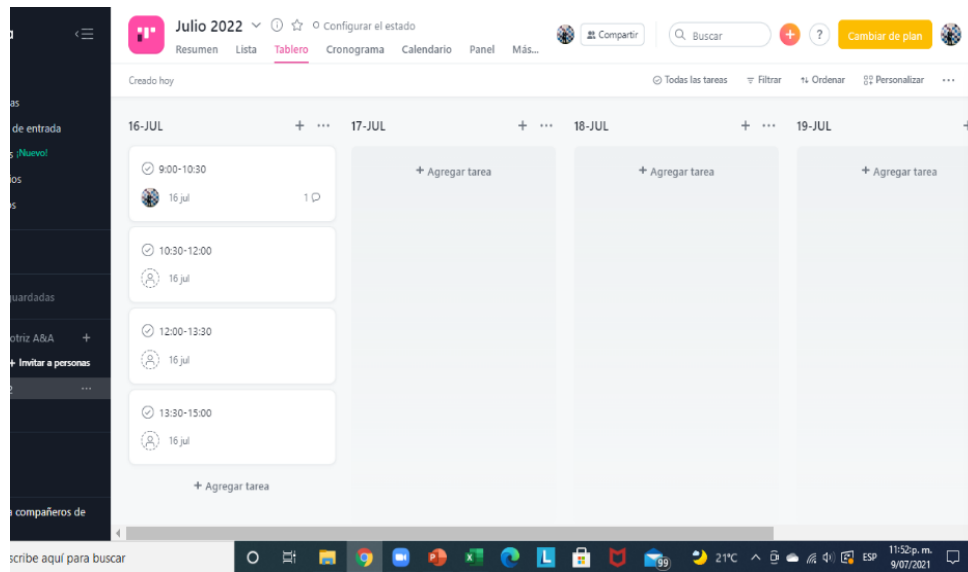 Julio 2022
Configurar el estado
Resumen Lista Tablero Cronograma Calendario Panel Más...
Compartir
Buscar
+
?
Cambiar de plan
Creado hoy
Todas las tareas
Filtrar
Ordenar
Personalizar
as
de entrada
s ¡Nuevo!
ios
os
uardadas
otriz A&A +
+ Invitar a personas
2
a compañeros de
16-JUL
9:00-10:30
16 jul
1
10:30-12:00
16 jul
12:00-13:30
16 jul
13:30-15:00
16 jul
+ Agregar tarea
17-JUL
+ Agregar tarea
18-JUL
+ Agregar tarea
19-JUL
+ Agregar tarea
scribe aquí para buscar
99
21°C
ESP
11:52 p. m.
9/07/2021